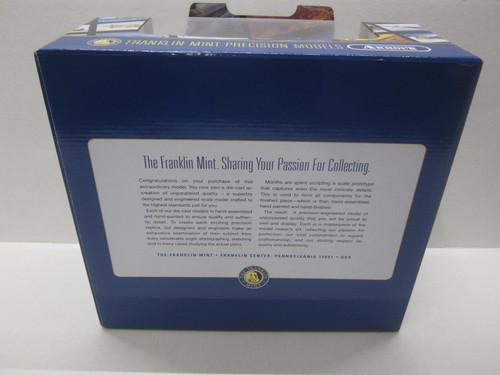 FRANKLIN MINT PRECISION MODELS
ARMOUR
The Franklin Mint. Sharing Your Passion For Collecting.
Congratulations on your purchase of this
extraordinary model. You now own a die-cast re-
creation of unparalleled quality – a superbly
designed and engineered scale model crafted to
the highest standards just for you.
Each of our die-cast models is hand-assembled
and hand-painted to ensure quality and authen-
ticity. To create each exciting precision
replica, our designers and engineers make an
exhaustive examination of their subject from
every conceivable angle photographing, sketching
and in many cases studying the actual plans.
Months are spent sculpting a scale prototype
that captures even the most intricate details.
This is used to form all components for the
finished piece – which is then hand-assembled,
hand-painted and hand-finished.
The result: A precision-engineered model of
unsurpassed quality that you will be proud to
own and display. Each is a masterpiece of the
model maker's art, reflecting our passion for
perfection, our total commitment to superb
craftsmanship, and our abiding respect for
quality and authenticity.
THE FRANKLIN MINT • FRANKLIN CENTER, PENNSYLVANIA 19091 • USA
THE FRANKLIN
MINT